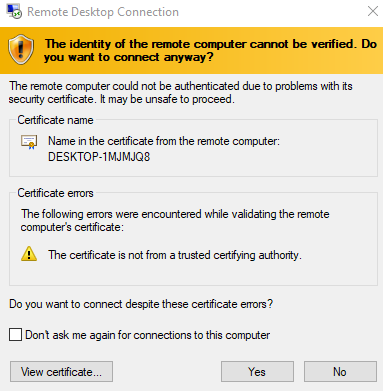 Remote Desktop Connection
The identity of the remote computer cannot be verified. Do
you want to connect anyway?
The remote computer could not be authenticated due to problems with its
security certificate. It may be unsafe to proceed.
Certificate name
Name in the certificate from the remote computer:
DESKTOP-1MJMJQ8
Certificate errors
The following errors were encountered while validating the remote
computer's certificate:
The certificate is not from a trusted certifying authority.
Do you want to connect despite these certificate errors?
Don't ask me again for connections to this computer
View certificate... Yes No